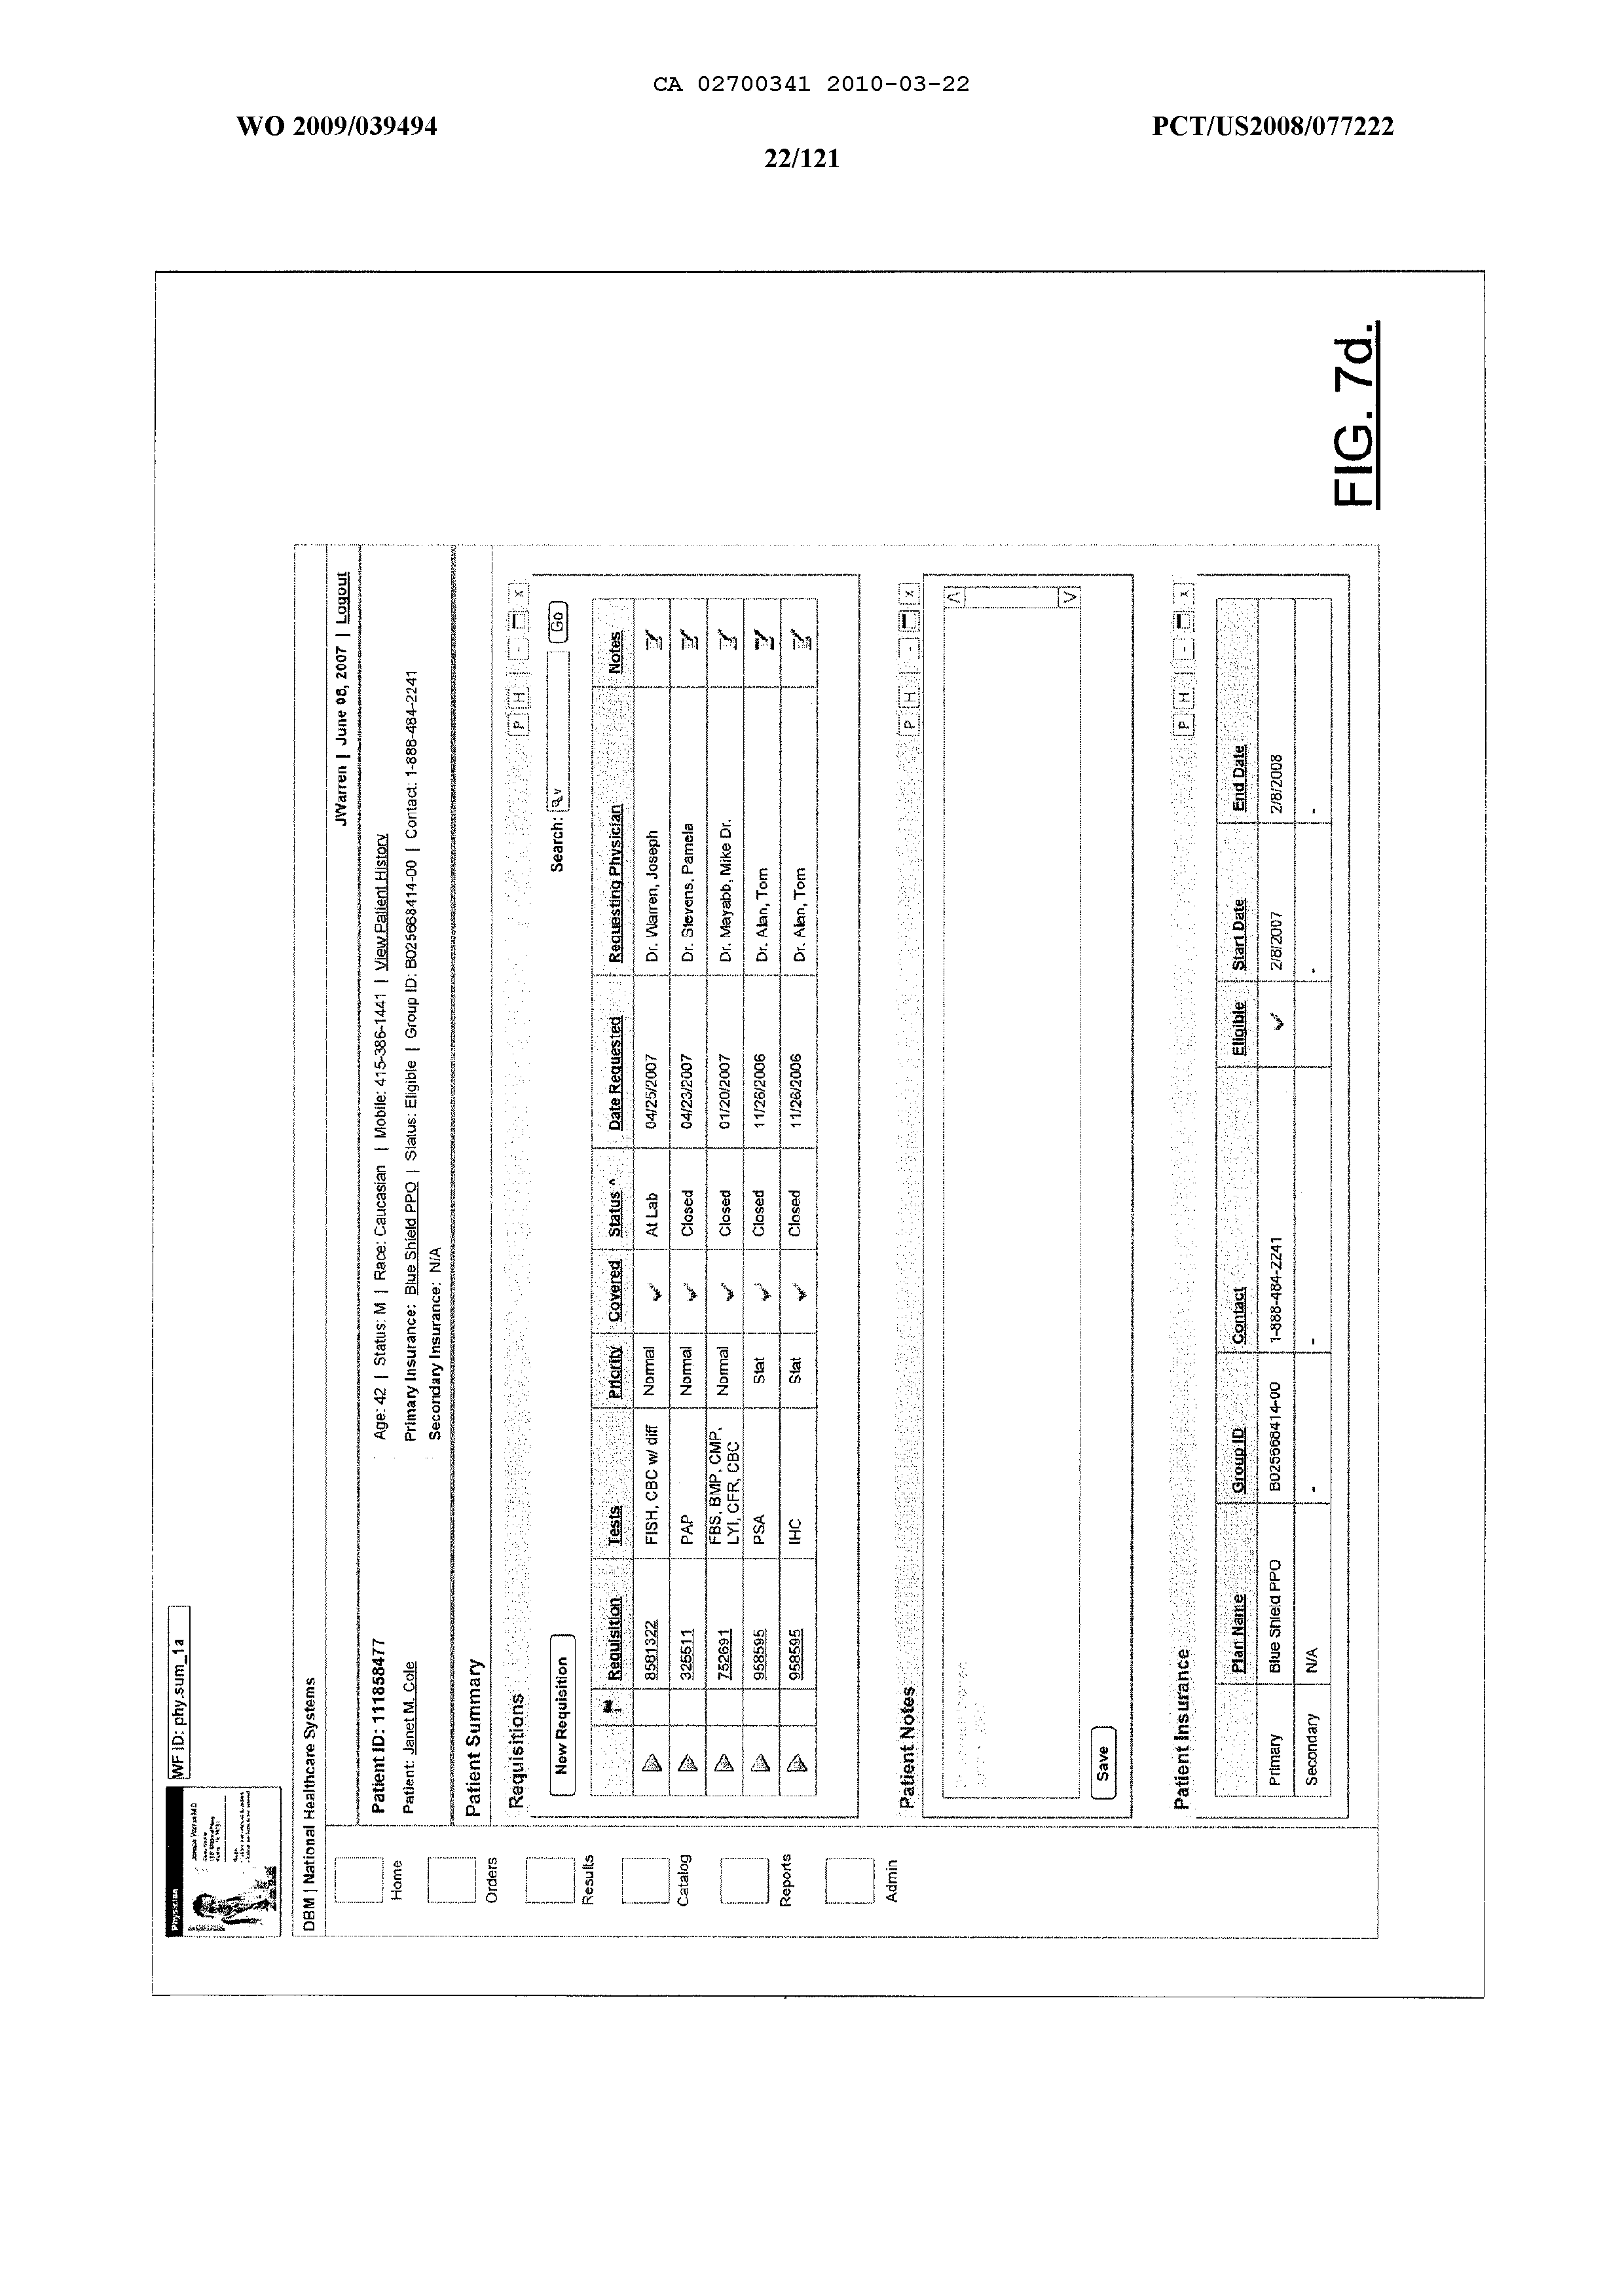 CA 02700341 2010-03-22
WO 2009/039494 PCT/US2008/077222
22/121
Physician
WF ID: phy.sum_1a
DBM | National Healthcare Systems
JWarren | June 08, 2007 | Logout
Patient ID: 111858477
Age: 42 | Status: M | Race: Caucasian | Mobile: 415-386-1441 | View Patient History
Patient: Janet M. Cole
Primary Insurance: Blue Shield PPO | Status: Eligible | Group ID: B02568414-00 | Contact: 1-888-484-2241
Secondary Insurance: N/A
Home
Orders
Results
Catalog
Reports
Admin
Patient Summary
Requisitions P H - x
New Requisition Search: Go
Requisition Tests Priority Covered Status ^ Date Requested Requesting Physician Notes
8581322 FISH, CBC w/ diff Normal At Lab 04/25/2007 Dr. Warren, Joseph
325511 PAP Normal Closed 04/23/2007 Dr. Stevens, Pamela
752691 FBS, BMP, CMP, LYI, CFR, CBC Normal Closed 01/20/2007 Dr. Mayabb, Mike Dr.
958595 PSA Stat Closed 11/26/2006 Dr. Alan, Tom
958595 IHC Stat Closed 11/26/2006 Dr. Alan, Tom
Patient Notes P H - x
Save
Patient Insurance P H - x
Plan Name Group ID Contact Eligible Start Date End Date
Primary Blue Shield PPO B02568414-00 1-888-484-2241 2/8/2007 2/8/2008
Secondary N/A - - - -
FIG. 7d.